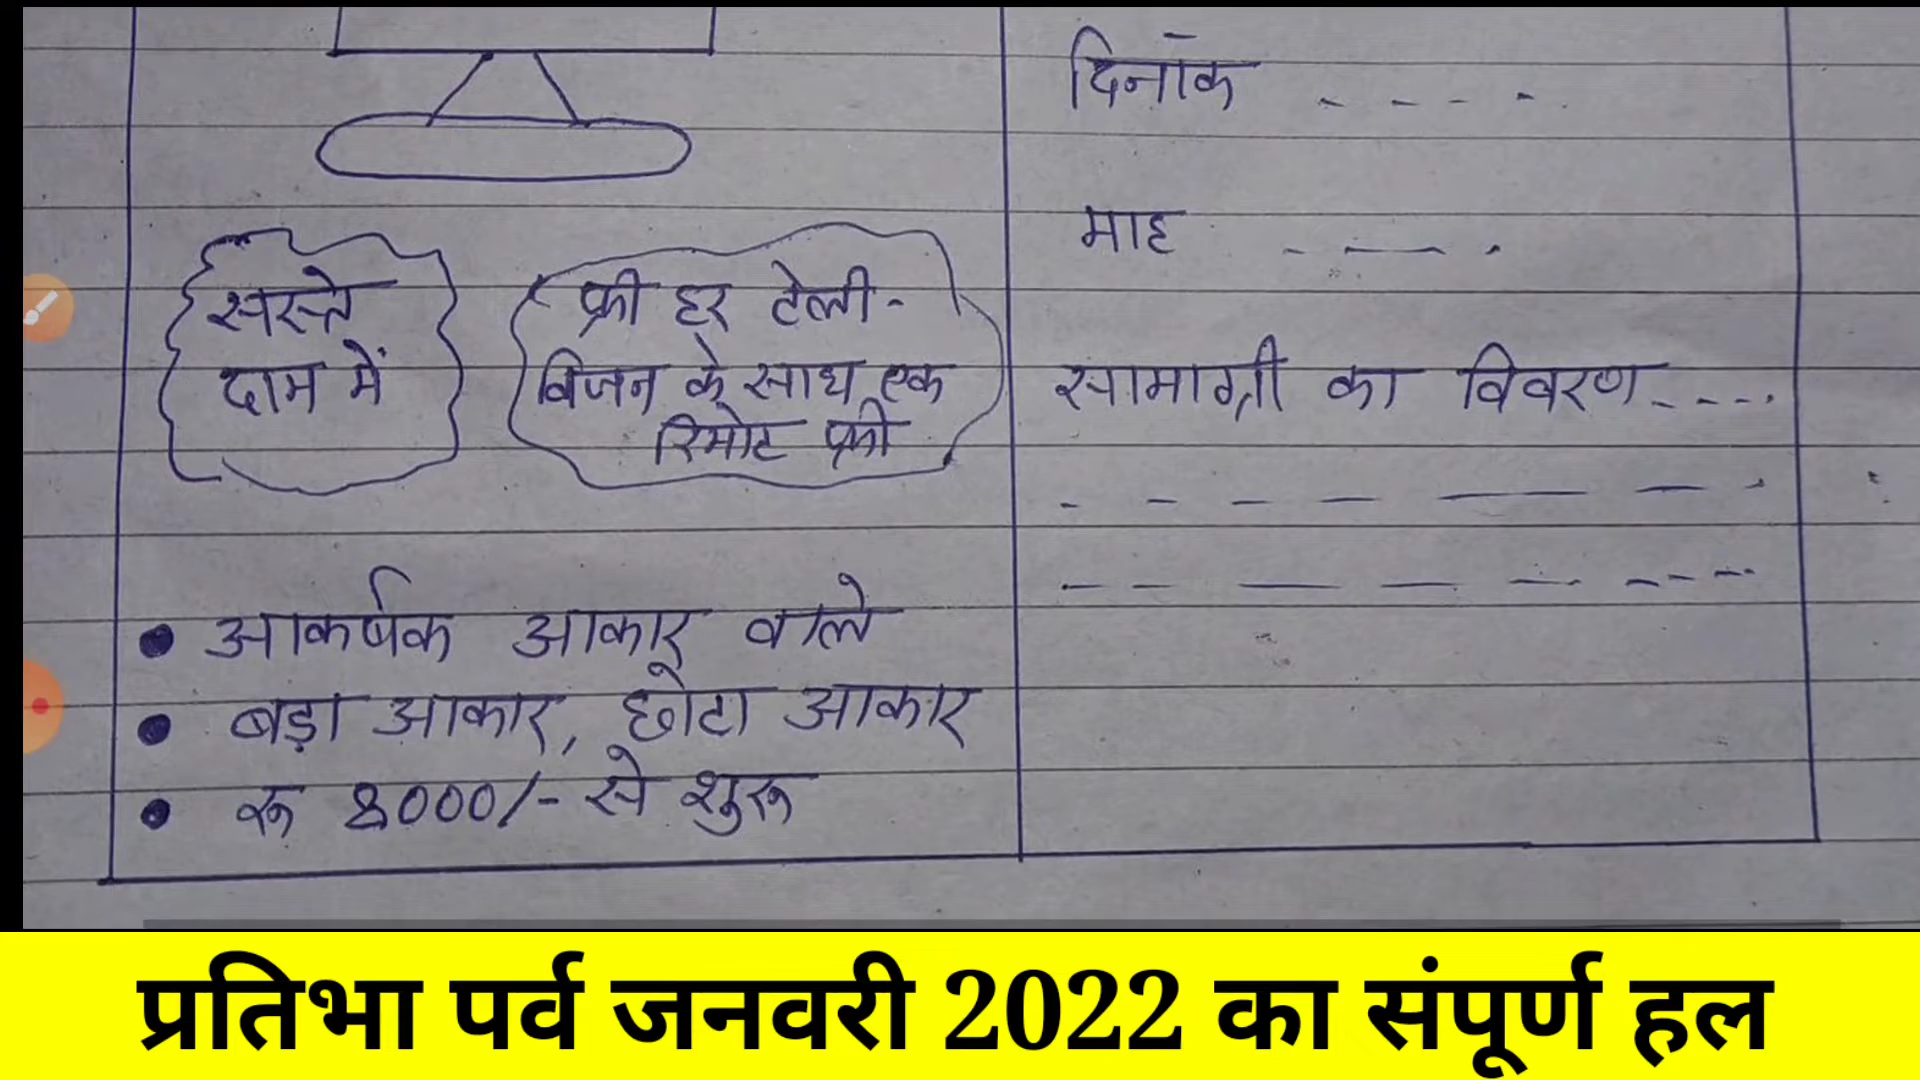 सस्ते
दाम में
फ्री हर टेली-
विजन के साथ एक
रिमोट फ्री
• आकर्षक आकार वाले
• बड़ा आकार, छोटा आकार
• रू 8000/- से शुरू
दिनांक - - - -
माह - - - -
सामाग्री का विवरण - - - -
प्रतिभा पर्व जनवरी 2022 का संपूर्ण हल